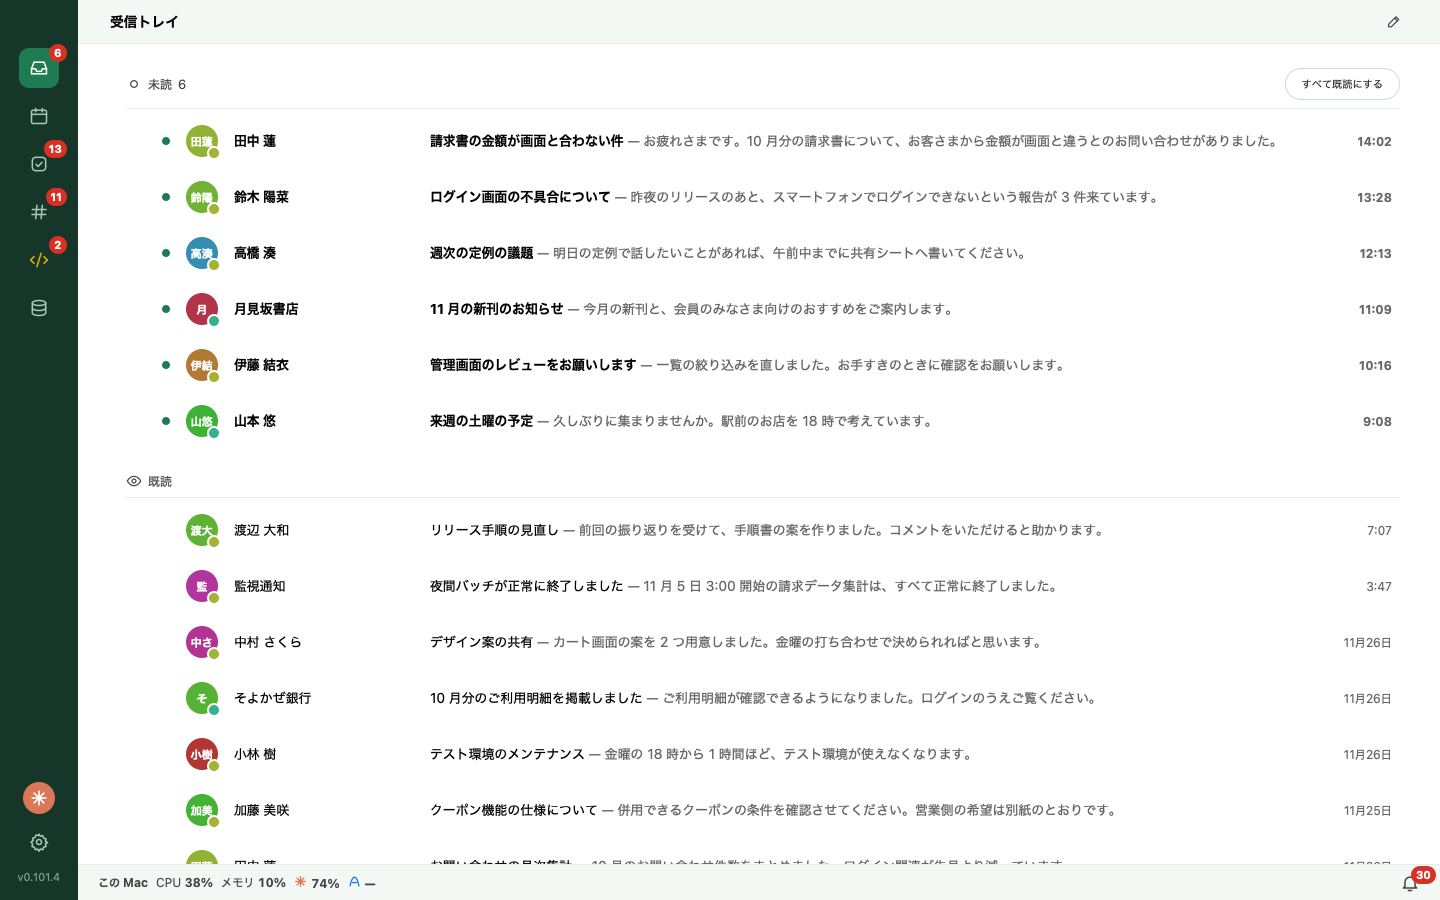 受信トレイ
6
13
11
2
未読 6
すべて既読にする
田蓮 田中 蓮 請求書の金額が画面と合わない件 — お疲れさまです。10 月分の請求書について、お客さまから金額が画面と違うとのお問い合わせがありました。 14:02
鈴陽 鈴木 陽菜 ログイン画面の不具合について — 昨夜のリリースのあと、スマートフォンでログインできないという報告が 3 件来ています。 13:28
高湊 高橋 湊 週次の定例の議題 — 明日の定例で話したいことがあれば、午前中までに共有シートへ書いてください。 12:13
月 月見坂書店 11 月の新刊のお知らせ — 今月の新刊と、会員のみなさま向けのおすすめをご案内します。 11:09
伊結 伊藤 結衣 管理画面のレビューをお願いします — 一覧の絞り込みを直しました。お手すきのときに確認をお願いします。 10:16
山悠 山本 悠 来週の土曜の予定 — 久しぶりに集まりませんか。駅前のお店を 18 時で考えています。 9:08
既読
渡大 渡辺 大和 リリース手順の見直し — 前回の振り返りを受けて、手順書の案を作りました。コメントをいただけると助かります。 7:07
監 監視通知 夜間バッチが正常に終了しました — 11 月 5 日 3:00 開始の請求データ集計は、すべて正常に終了しました。 3:47
中さ 中村 さくら デザイン案の共有 — カート画面の案を 2 つ用意しました。金曜の打ち合わせで決められればと思います。 11月26日
そ そよかぜ銀行 10 月分のご利用明細を掲載しました — ご利用明細が確認できるようになりました。ログインのうえご覧ください。 11月26日
小樹 小林 樹 テスト環境のメンテナンス — 金曜の 18 時から 1 時間ほど、テスト環境が使えなくなります。 11月26日
加美 加藤 美咲 クーポン機能の仕様について — 併用できるクーポンの条件を確認させてください。営業側の希望は別紙のとおりです。 11月25日
v0.101.4
この Mac CPU 38% メモリ 10% 74% —
30